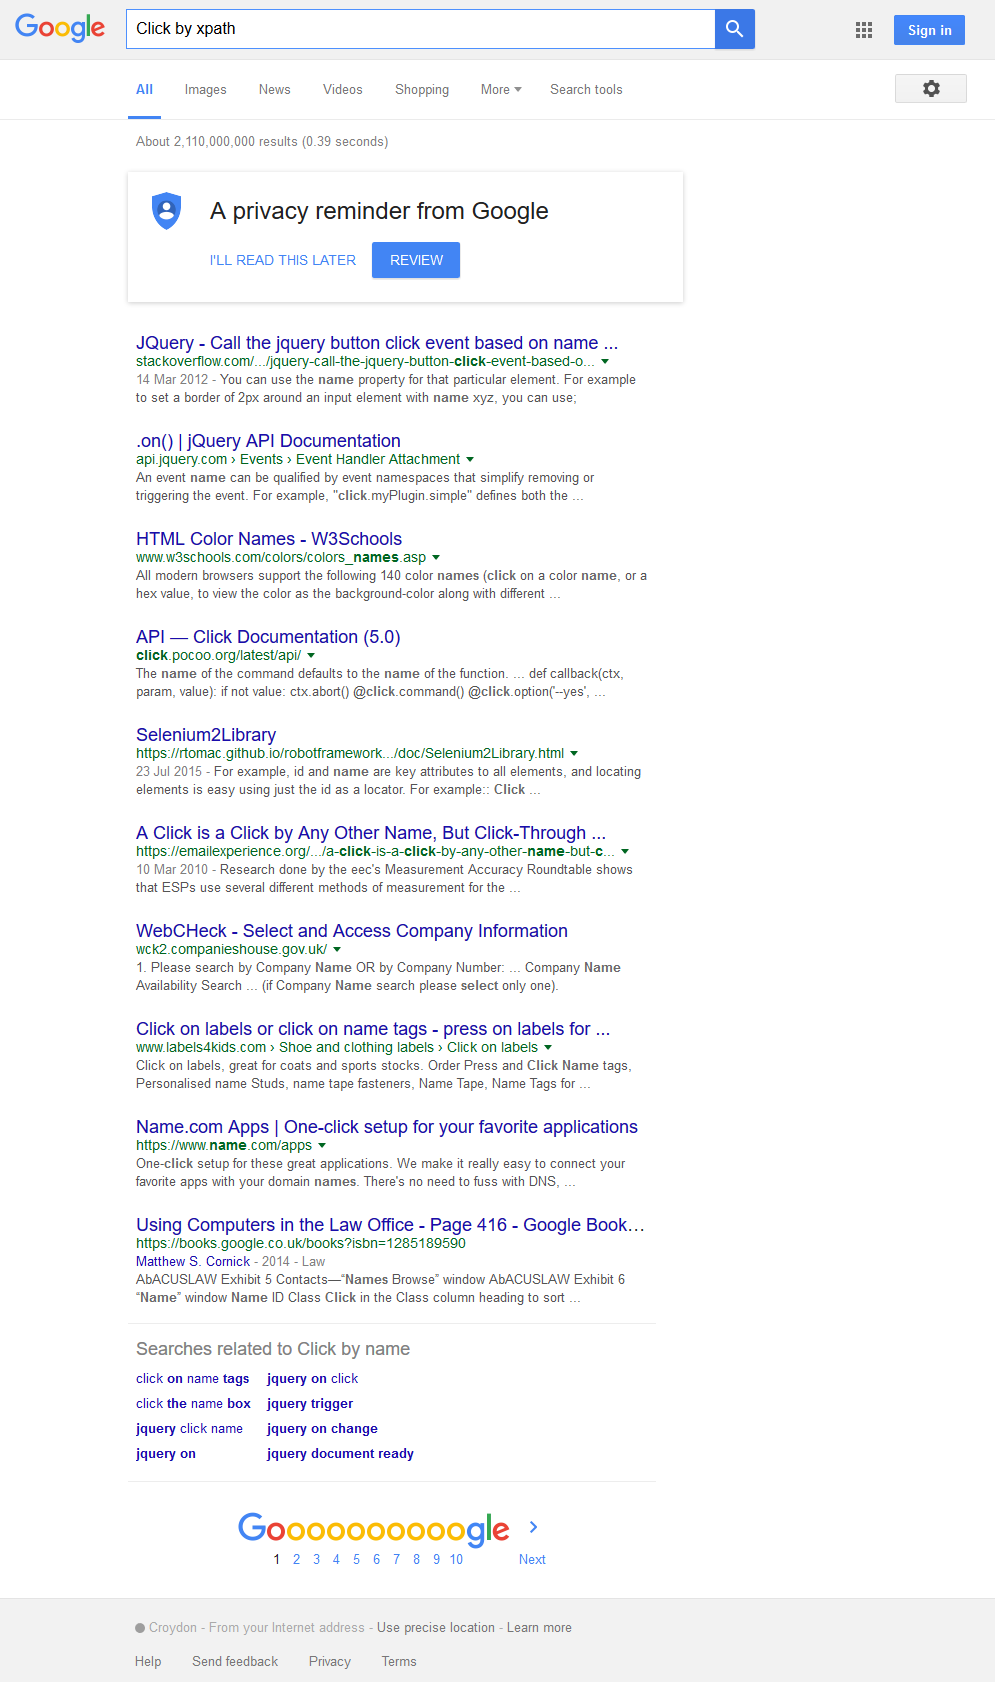 Google
Click by xpath
Sign in
All Images News Videos Shopping More Search tools
About 2,110,000,000 results (0.39 seconds)
A privacy reminder from Google
I'LL READ THIS LATER REVIEW
JQuery - Call the jquery button click event based on name ...
stackoverflow.com/.../jquery-call-the-jquery-button-click-event-based-o...
14 Mar 2012 - You can use the name property for that particular element. For example
to set a border of 2px around an input element with name xyz, you can use;
.on() | jQuery API Documentation
api.jquery.com › Events › Event Handler Attachment
An event name can be qualified by event namespaces that simplify removing or
triggering the event. For example, "click.myPlugin.simple" defines both the ...
HTML Color Names - W3Schools
www.w3schools.com/colors/colors_names.asp
All modern browsers support the following 140 color names (click on a color name, or a
hex value, to view the color as the background-color along with different ...
API — Click Documentation (5.0)
click.pocoo.org/latest/api/
The name of the command defaults to the name of the function. ... def callback(ctx,
param, value): if not value: ctx.abort() @click.command() @click.option('--yes', ...
Selenium2Library
https://rtomac.github.io/robotframework.../doc/Selenium2Library.html
23 Jul 2015 - For example, id and name are key attributes to all elements, and locating
elements is easy using just the id as a locator. For example:: Click ...
A Click is a Click by Any Other Name, But Click-Through ...
https://emailexperience.org/.../a-click-is-a-click-by-any-other-name-but-c...
10 Mar 2010 - Research done by the eec's Measurement Accuracy Roundtable shows
that ESPs use several different methods of measurement for the ...
WebCHeck - Select and Access Company Information
wck2.companieshouse.gov.uk/
1. Please search by Company Name OR by Company Number: ... Company Name
Availability Search ... (if Company Name search please select only one).
Click on labels or click on name tags - press on labels for ...
www.labels4kids.com › Shoe and clothing labels › Click on labels
Click on labels, great for coats and sports stocks. Order Press and Click Name tags,
Personalised name Studs, name tape fasteners, Name Tape, Name Tags for ...
Name.com Apps | One-click setup for your favorite applications
https://www.name.com/apps
One-click setup for these great applications. We make it really easy to connect your
favorite apps with your domain names. There's no need to fuss with DNS, ...
Using Computers in the Law Office - Page 416 - Google Book...
https://books.google.co.uk/books?isbn=1285189590
Matthew S. Cornick - 2014 - Law
AbACUSLAW Exhibit 5 Contacts—“Names Browse” window AbACUSLAW Exhibit 6
“Name” window Name ID Class Click in the Class column heading to sort ...
Searches related to Click by name
click on name tags jquery on click
click the name box jquery trigger
jquery click name jquery on change
jquery on jquery document ready
Goooooooooogle
1 2 3 4 5 6 7 8 9 10 Next
Croydon - From your Internet address - Use precise location - Learn more
Help Send feedback Privacy Terms